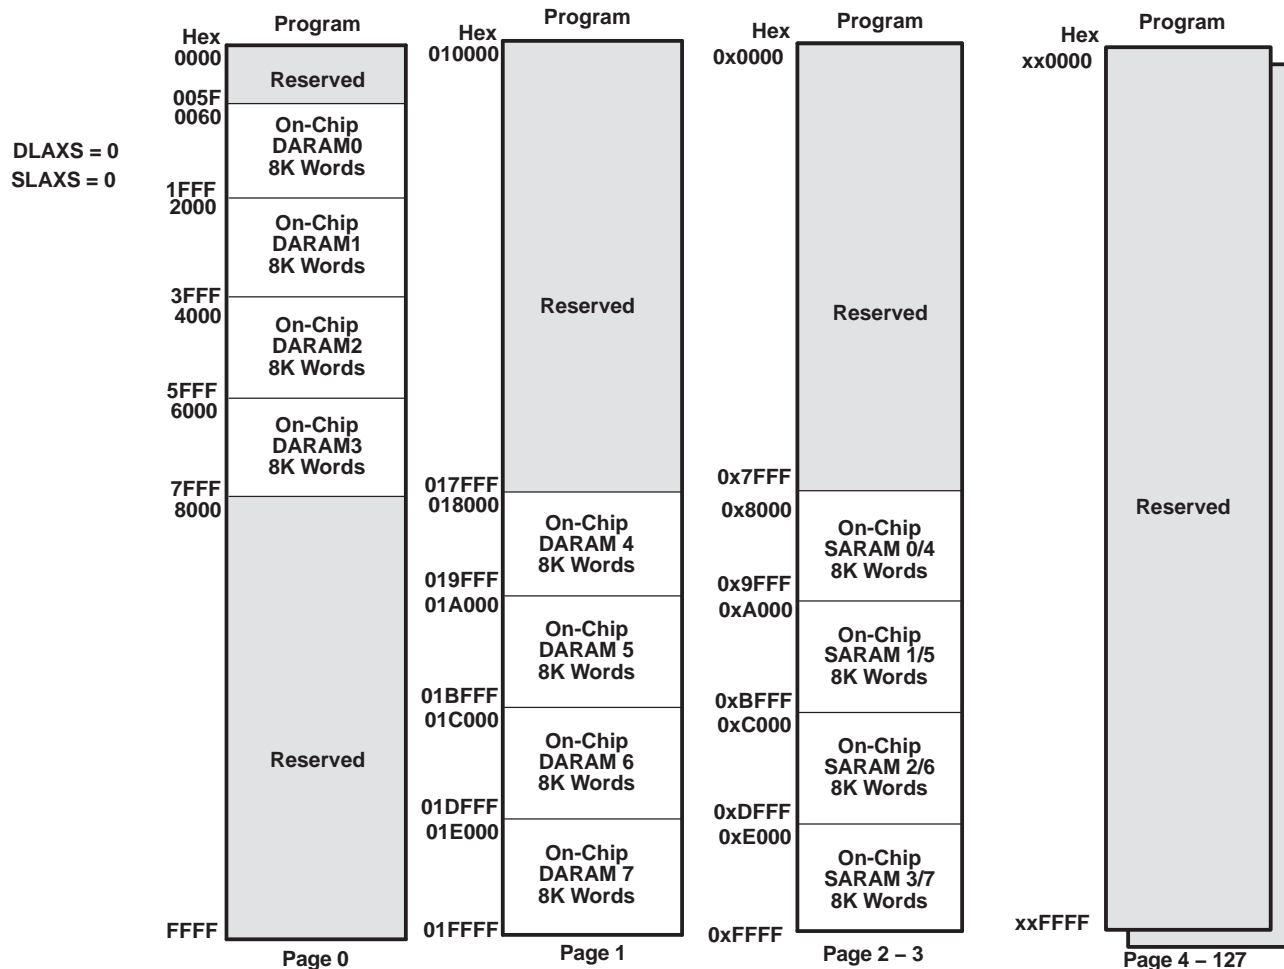 DLAXS = 0
SLAXS = 0
Program
Hex
0000
Reserved
005F
0060
On-Chip
DARAM0
8K Words
1FFF
2000
On-Chip
DARAM1
8K Words
3FFF
4000
On-Chip
DARAM2
8K Words
5FFF
6000
On-Chip
DARAM3
8K Words
7FFF
8000
Reserved
FFFF
Page 0
Program
Hex
010000
Reserved
017FFF
018000
On-Chip
DARAM 4
8K Words
019FFF
01A000
On-Chip
DARAM 5
8K Words
01BFFF
01C000
On-Chip
DARAM 6
8K Words
01DFFF
01E000
On-Chip
DARAM 7
8K Words
01FFFF
Page 1
Program
Hex
0x0000
Reserved
0x7FFF
0x8000
On-Chip
SARAM 0/4
8K Words
0x9FFF
0xA000
On-Chip
SARAM 1/5
8K Words
0xBFFF
0xC000
On-Chip
SARAM 2/6
8K Words
0xDFFF
0xE000
On-Chip
SARAM 3/7
8K Words
0xFFFF
Page 2 – 3
Program
Hex
xx0000
Reserved
xxFFFF
Page 4 – 127